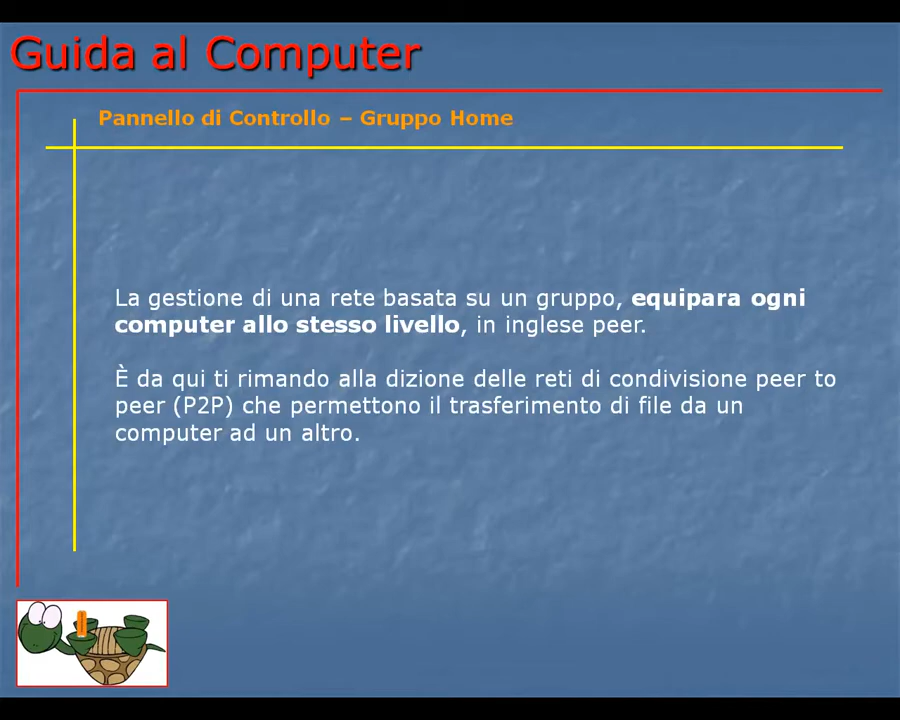 Guida al Computer
Pannello di Controllo – Gruppo Home
La gestione di una rete basata su un gruppo, equipara ogni
computer allo stesso livello, in inglese peer.
È da qui ti rimando alla dizione delle reti di condivisione peer to
peer (P2P) che permettono il trasferimento di file da un
computer ad un altro.